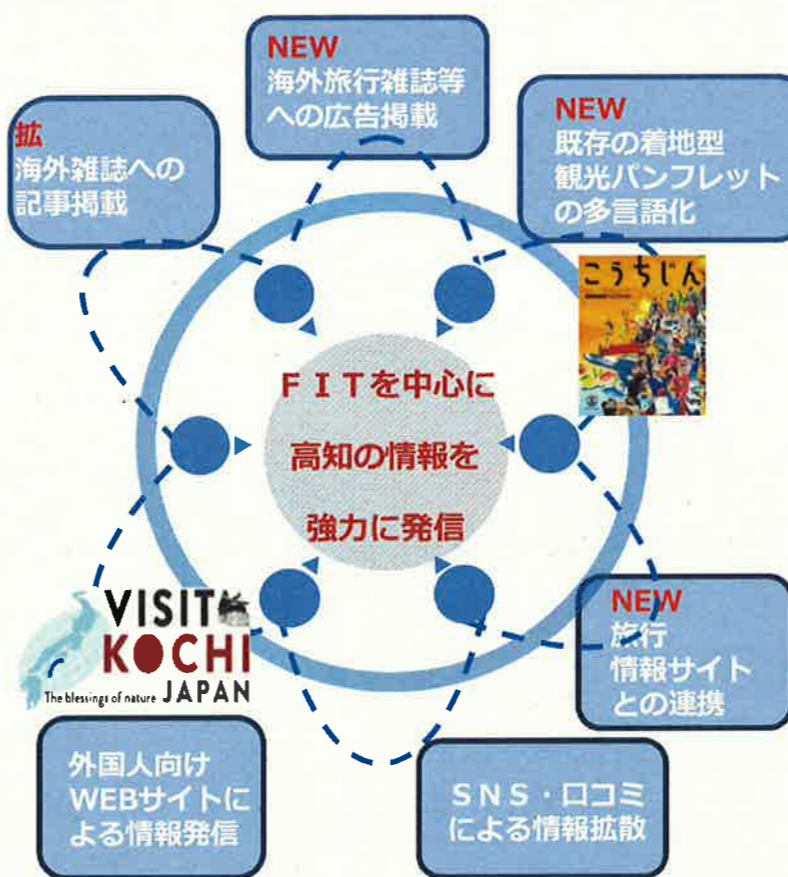 NEW
海外旅行雑誌等
への広告掲載
拡
海外雑誌への
記事掲載
NEW
既存の着地型
観光パンフレット
の多言語化
こうちじん
ＦＩＴを中心に
高知の情報を
強力に発信
VISIT
KOCHI
The blessings of nature JAPAN
NEW
旅行
情報サイト
との連携
外国人向け
WEBサイトに
よる情報発信
ＳＮＳ・口コミ
による情報拡散